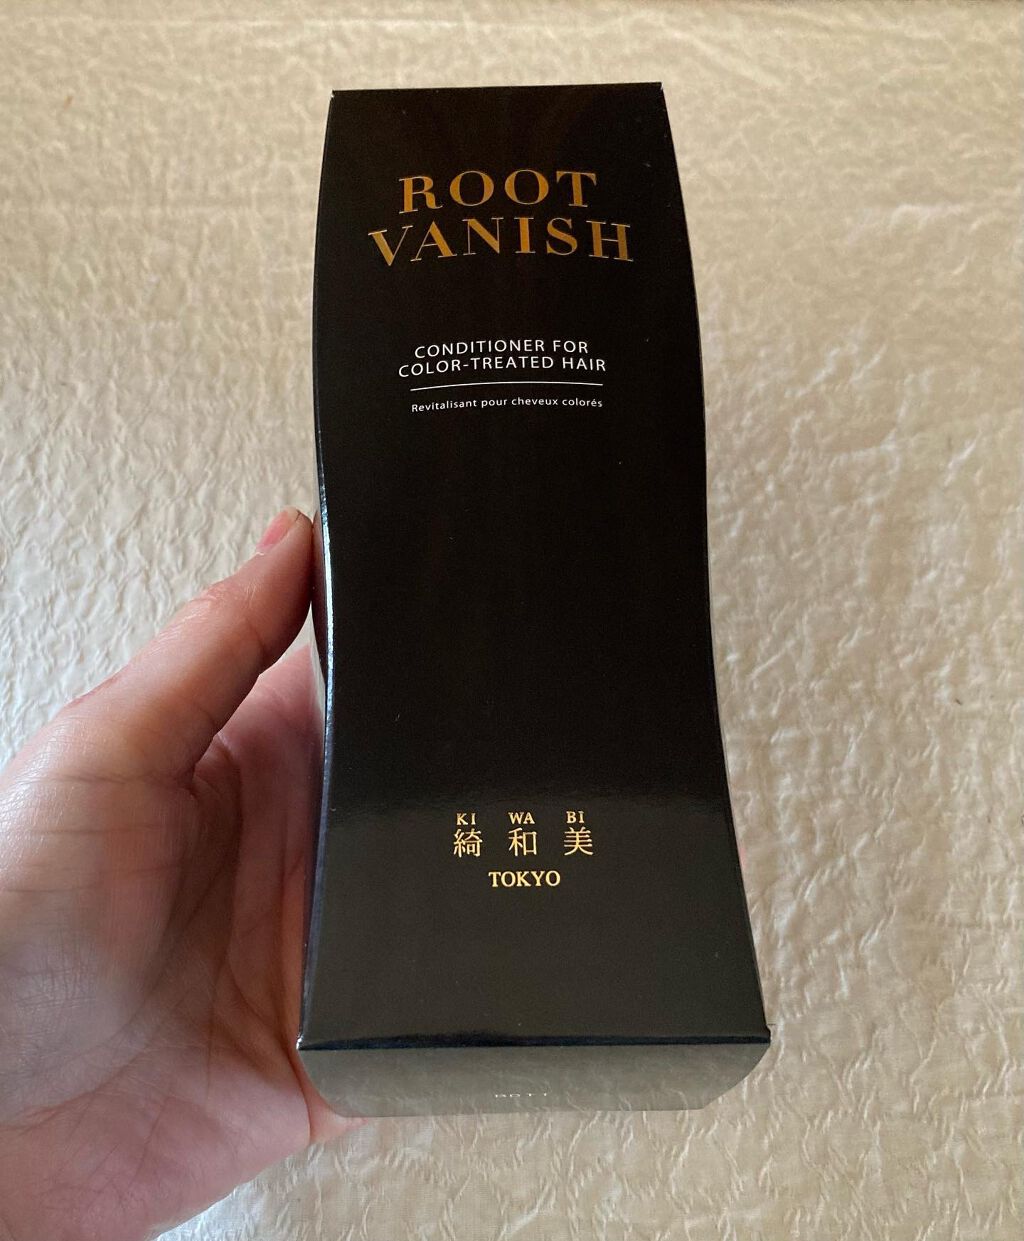 ROOT
VANISH
CONDITIONER FOR
COLOR-TREATED HAIR
Revitalisant pour cheveux colorés
KI WA BI
綺和美
TOKYO